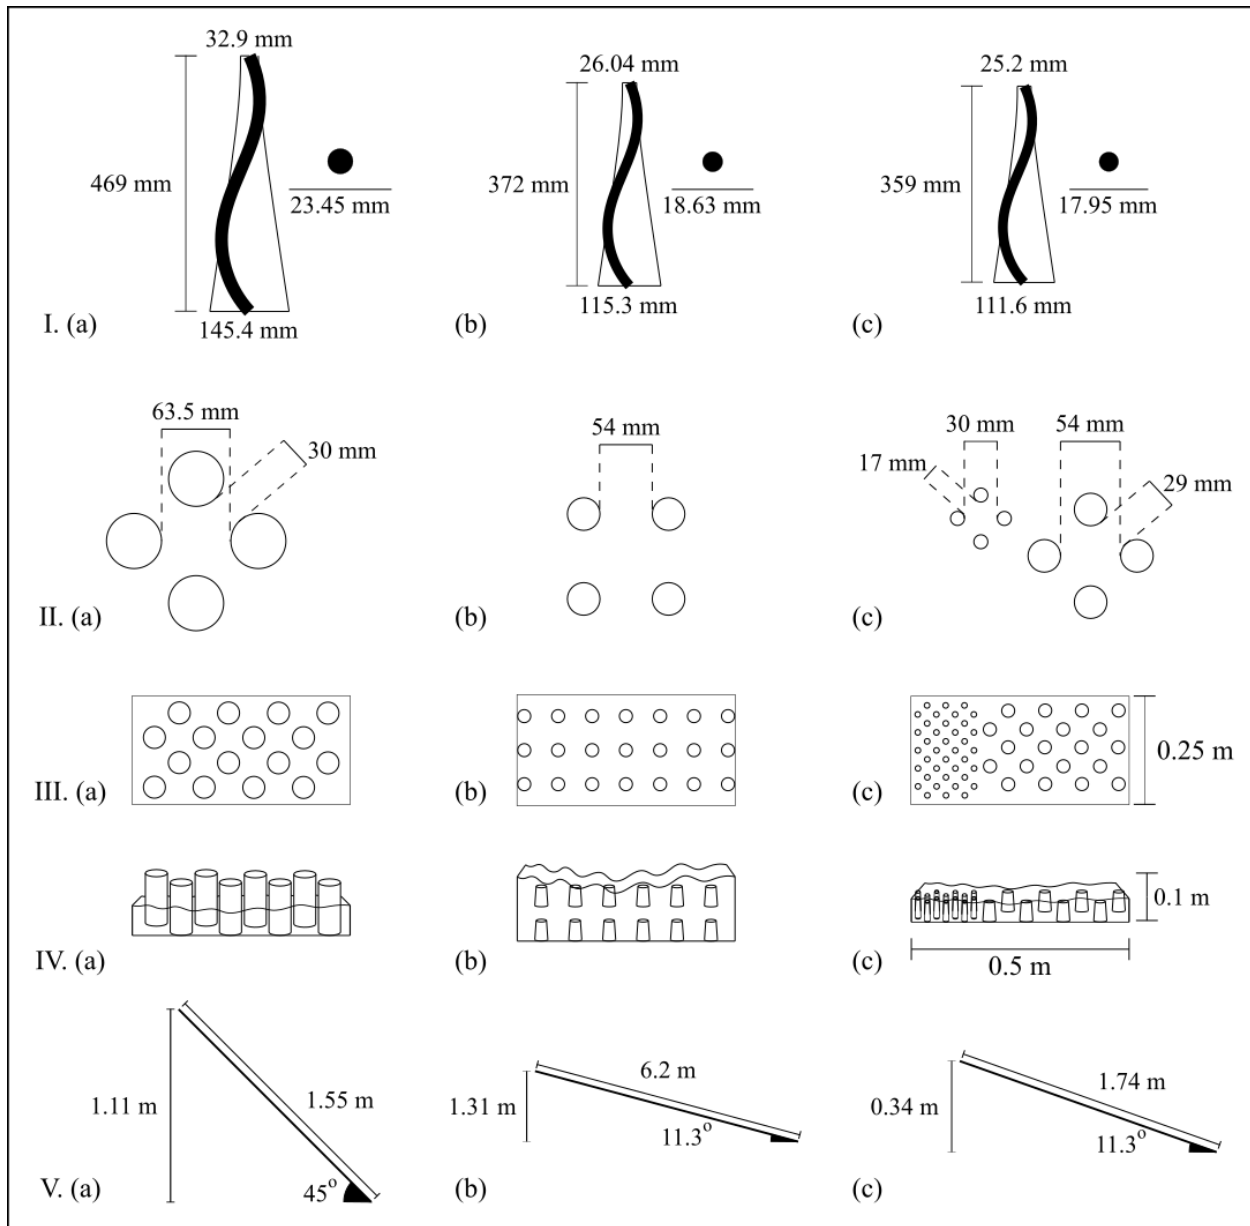 32.9 mm
26.04 mm
25.2 mm
469 mm
23.45 mm
372 mm
18.63 mm
359 mm
17.95 mm
145.4 mm
115.3 mm
111.6 mm
I. (a)
(b)
(c)
63.5 mm
30 mm
54 mm
30 mm
54 mm
17 mm
29 mm
II. (a)
(b)
(c)
0.25 m
III. (a)
(b)
(c)
0.1 m
0.5 m
IV. (a)
(b)
(c)
1.11 m
1.55 m
45°
1.31 m
6.2 m
11.3°
0.34 m
1.74 m
11.3°
V. (a)
(b)
(c)